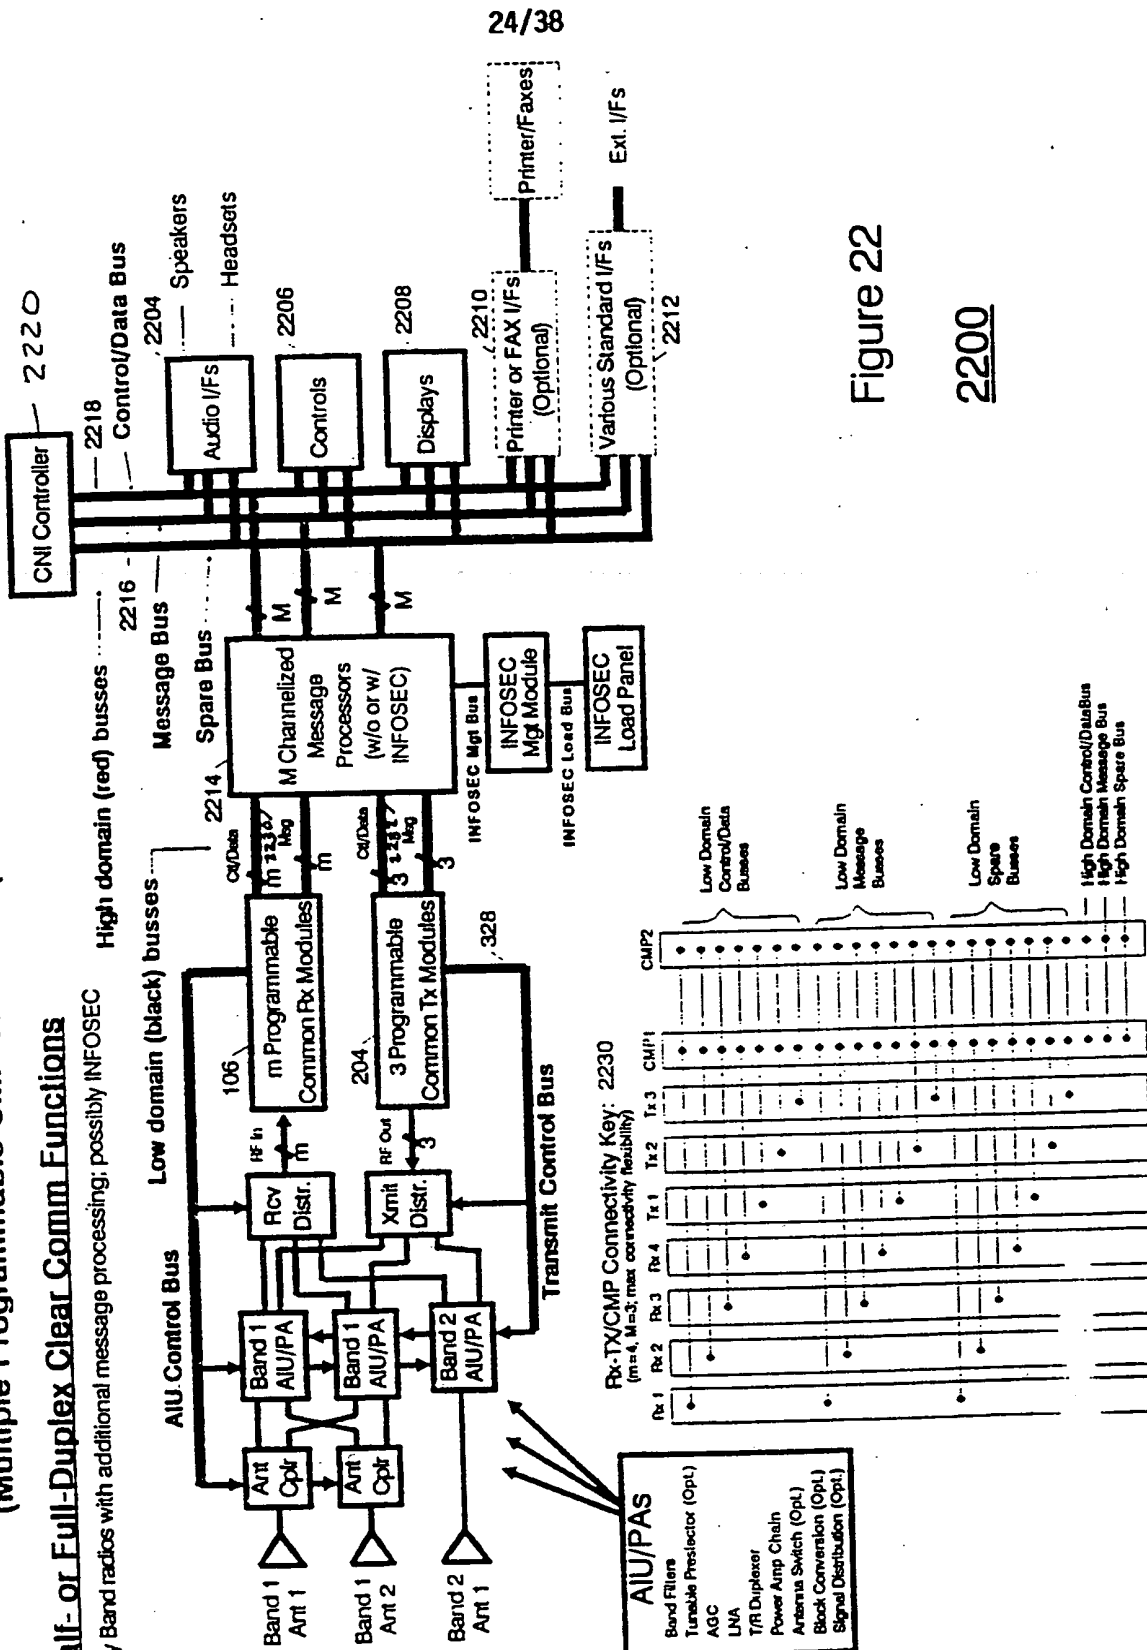 24/38
(Multiple Programmable
alf- or Full-Duplex Clear Comm Functions
y Band radios with additional message processing; possibly INFOSEC
CNI Controller
2220
High domain (red) busses
2218
2216
Control/Data Bus
Message Bus
Spare Bus
2204
Speakers
Headsets
Audio I/Fs
2206
Controls
2208
Displays
2210
Printer or FAX I/Fs
(Optional)
Printer/Faxes
Various Standard I/Fs
(Optional)
Ext. I/Fs
2212
Low domain (black) busses
2214
M Channelized
Message
Processors
(w/o or w/
INFOSEC)
M
M
M
INFOSEC Mgt Bus
INFOSEC
Mgt Module
INFOSEC Load Bus
INFOSEC
Load Panel
Ctl/Data
m
Msg
m
Ctl/Data
3
Msg
3
AIU Control Bus
106
m Programmable
Common Rx Modules
204
3 Programmable
Common Tx Modules
328
RF In
m
RF Out
3
Rcv
Distr.
Xmit
Distr.
Transmit Control Bus
Band 1
AIU/PA
Band 1
AIU/PA
Band 2
AIU/PA
Ant
Cplr
Ant
Cplr
Band 1
Ant 1
Band 1
Ant 2
Band 2
Ant 1
AIU/PAs
Band Filters
Tunable Preslector (Opt.)
AGC
LNA
T/R Duplexer
Power Amp Chain
Antenna Switch (Opt.)
Block Conversion (Opt.)
Signal Distribution (Opt.)
Rx-TX/CMP Connectivity Key: 2230
(m=4, M=3; max connectivity flexibility)
Rx 1
Rx 2
Rx 3
Rx 4
Tx 1
Tx 2
Tx 3
CMP1
CMP2
Low Domain
Control/Data
Busses
Low Domain
Message
Busses
Low Domain
Spare
Busses
High Domain Control/DataBus
High Domain Message Bus
High Domain Spare Bus
Figure 22
2200